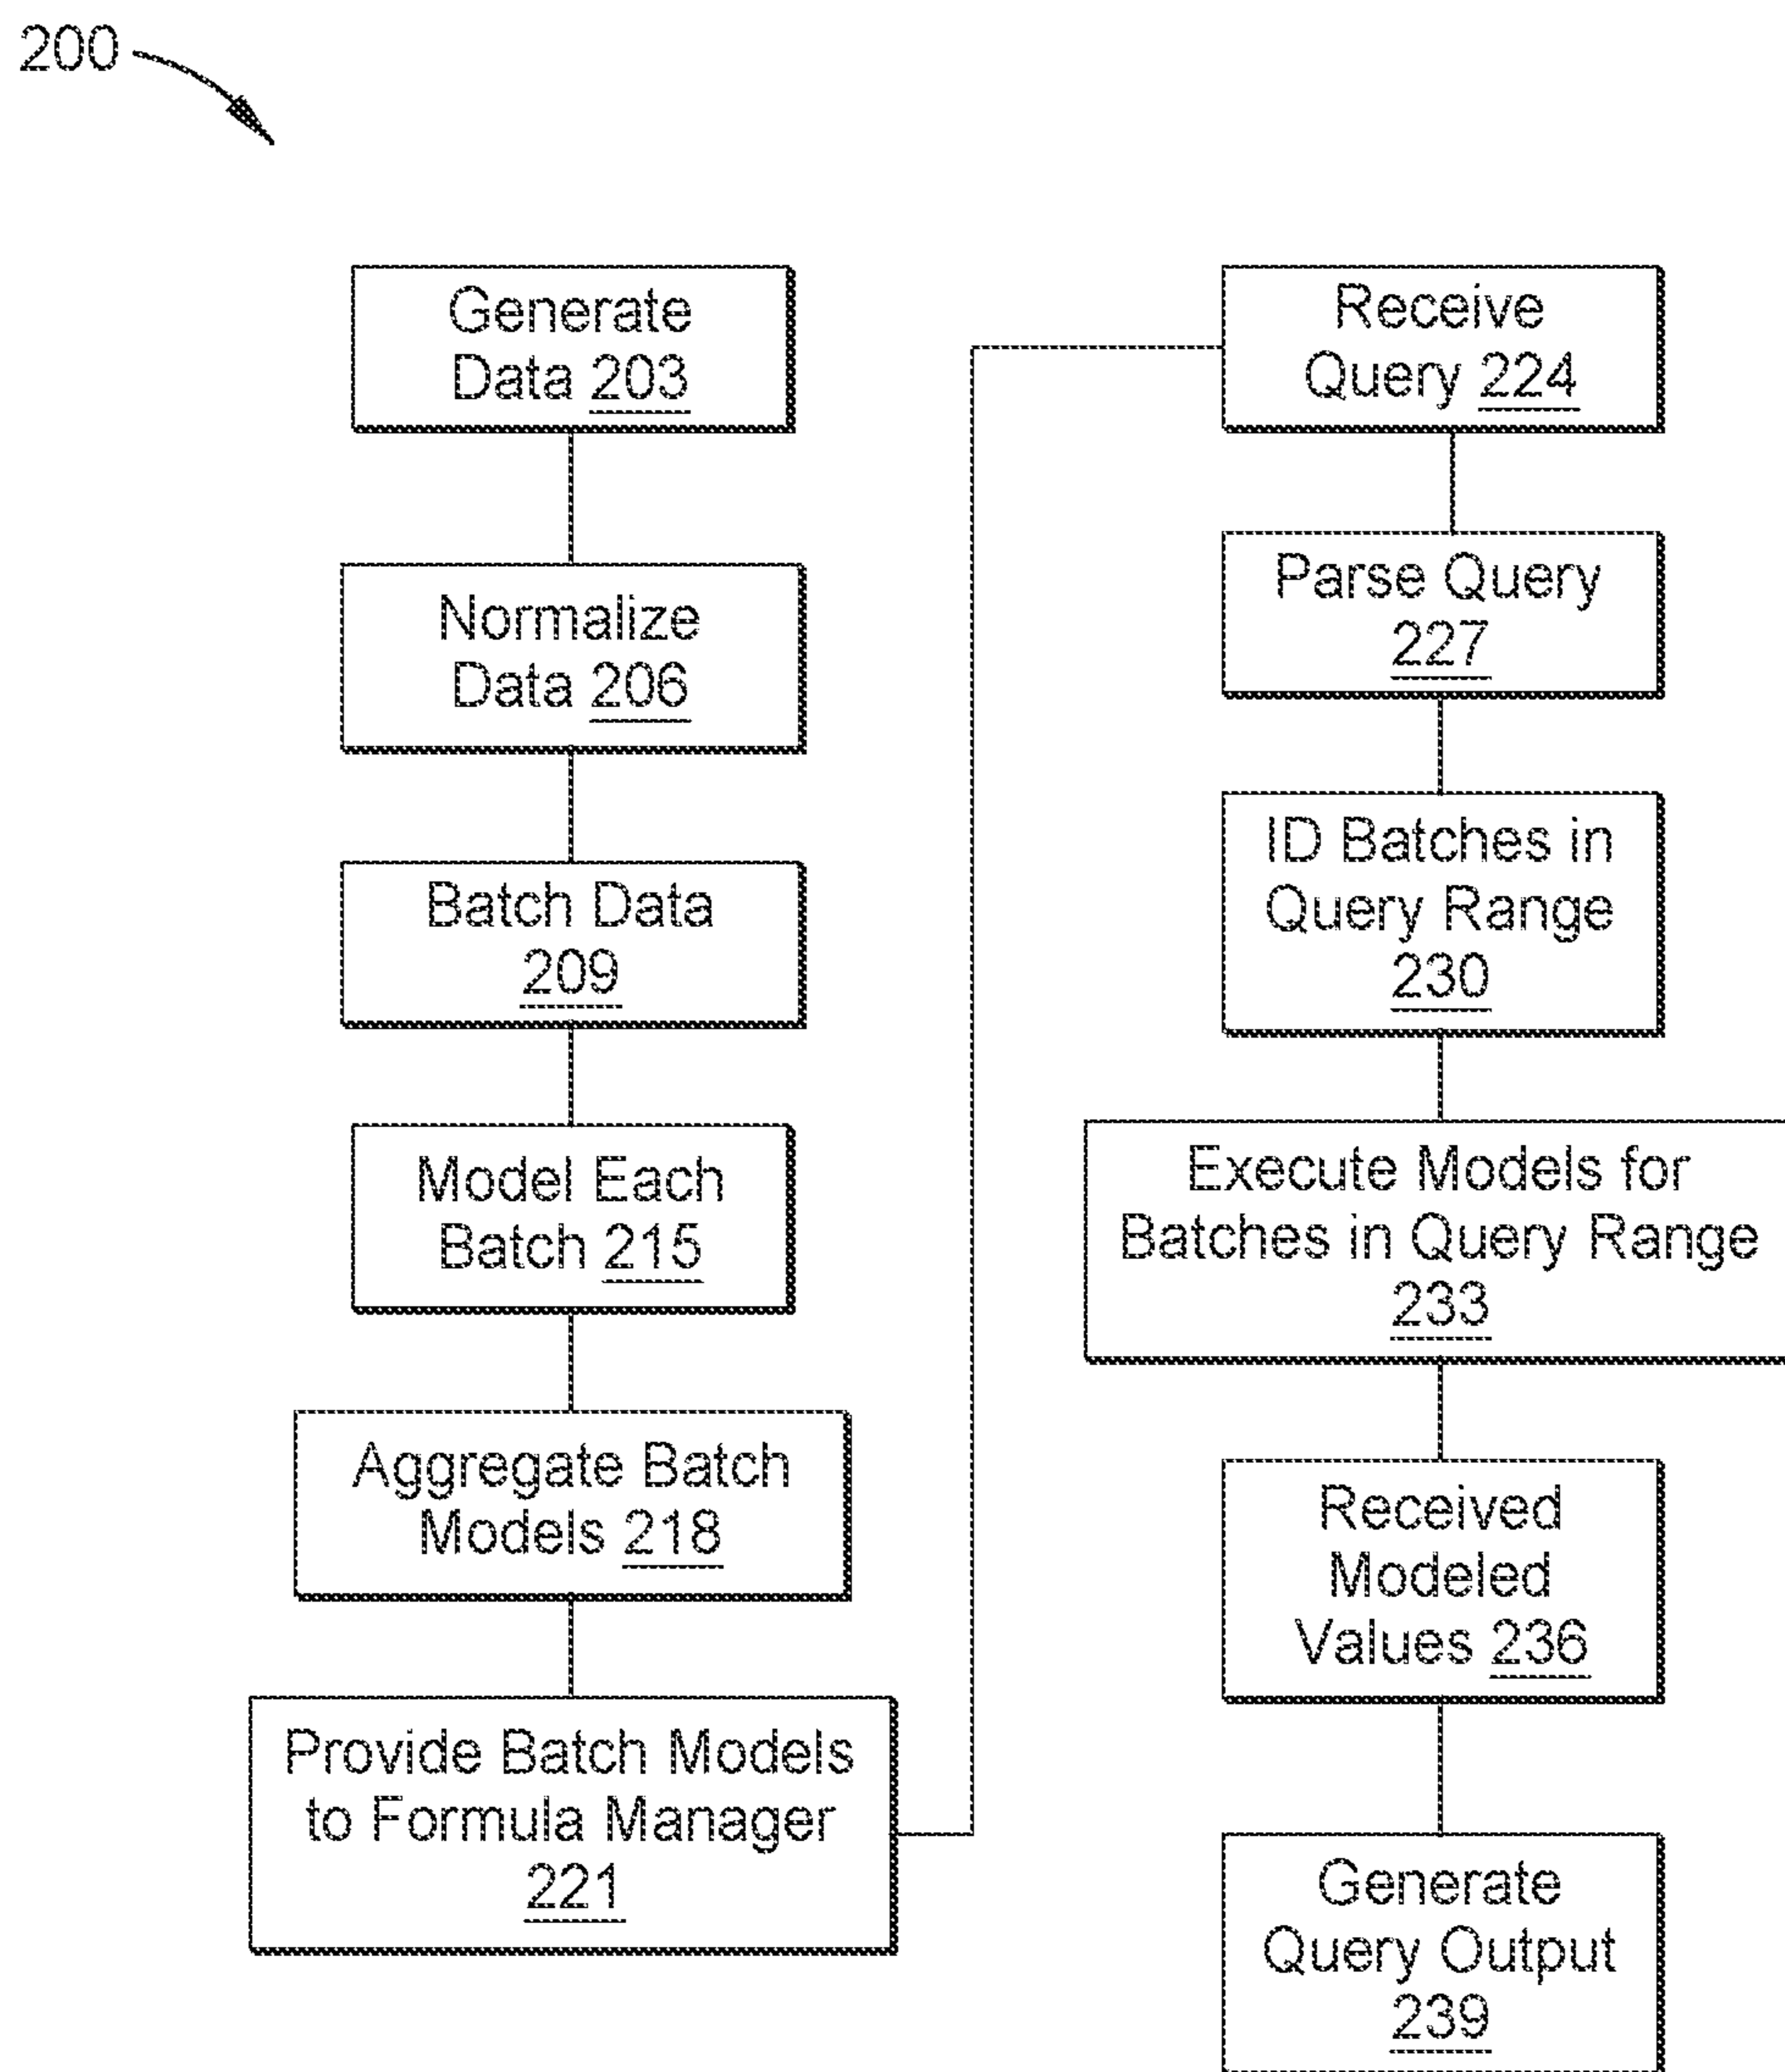 200
Generate
Data 203
Normalize
Data 206
Batch Data
209
Model Each
Batch 215
Aggregate Batch
Models 218
Provide Batch Models
to Formula Manager
221
Receive
Query 224
Parse Query
227
ID Batches in
Query Range
230
Execute Models for
Batches in Query Range
233
Received
Modeled
Values 236
Generate
Query Output
239